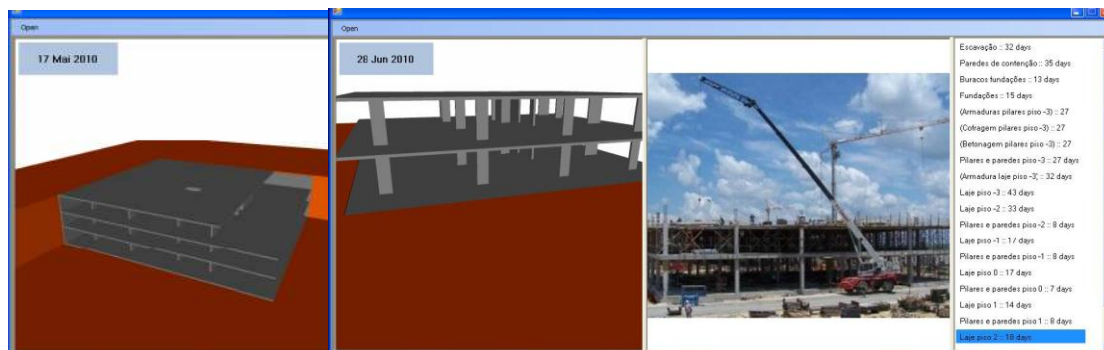 Open
17 Mai 2010
Open
28 Jun 2010
Escavação :: 32 days
Paredes de contenção :: 35 days
Buracos fundações :: 13 days
Fundações :: 15 days
(Armaduras pilares piso -3) :: 27
(Cofragem pilares piso -3) :: 27
(Betonagem pilares piso -3) :: 27
Pilares e paredes piso -3 :: 27 days
(Armadura laje piso -3) :: 32 days
Laje piso -3 :: 43 days
Laje piso -2 :: 33 days
Pilares e paredes piso -2 :: 8 days
Laje piso -1 :: 17 days
Pilares e paredes piso -1 :: 8 days
Laje piso 0 :: 17 days
Pilares e paredes piso 0 :: 7 days
Laje piso 1 :: 14 days
Pilares e paredes piso 1 :: 8 days
Laje piso 2 :: 18 days